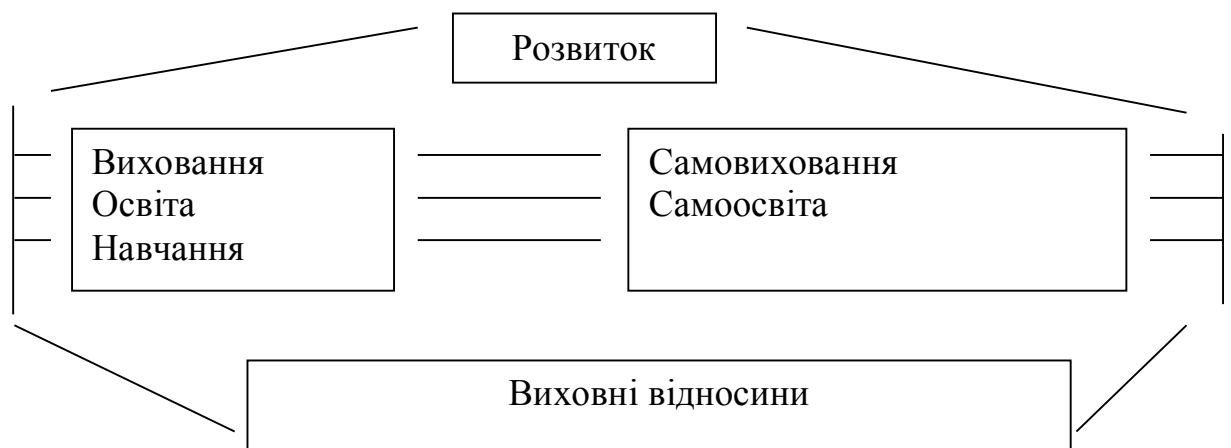 Розвиток
Виховання
Освіта
Навчання
Самовиховання
Самоосвіта
Виховні відносини